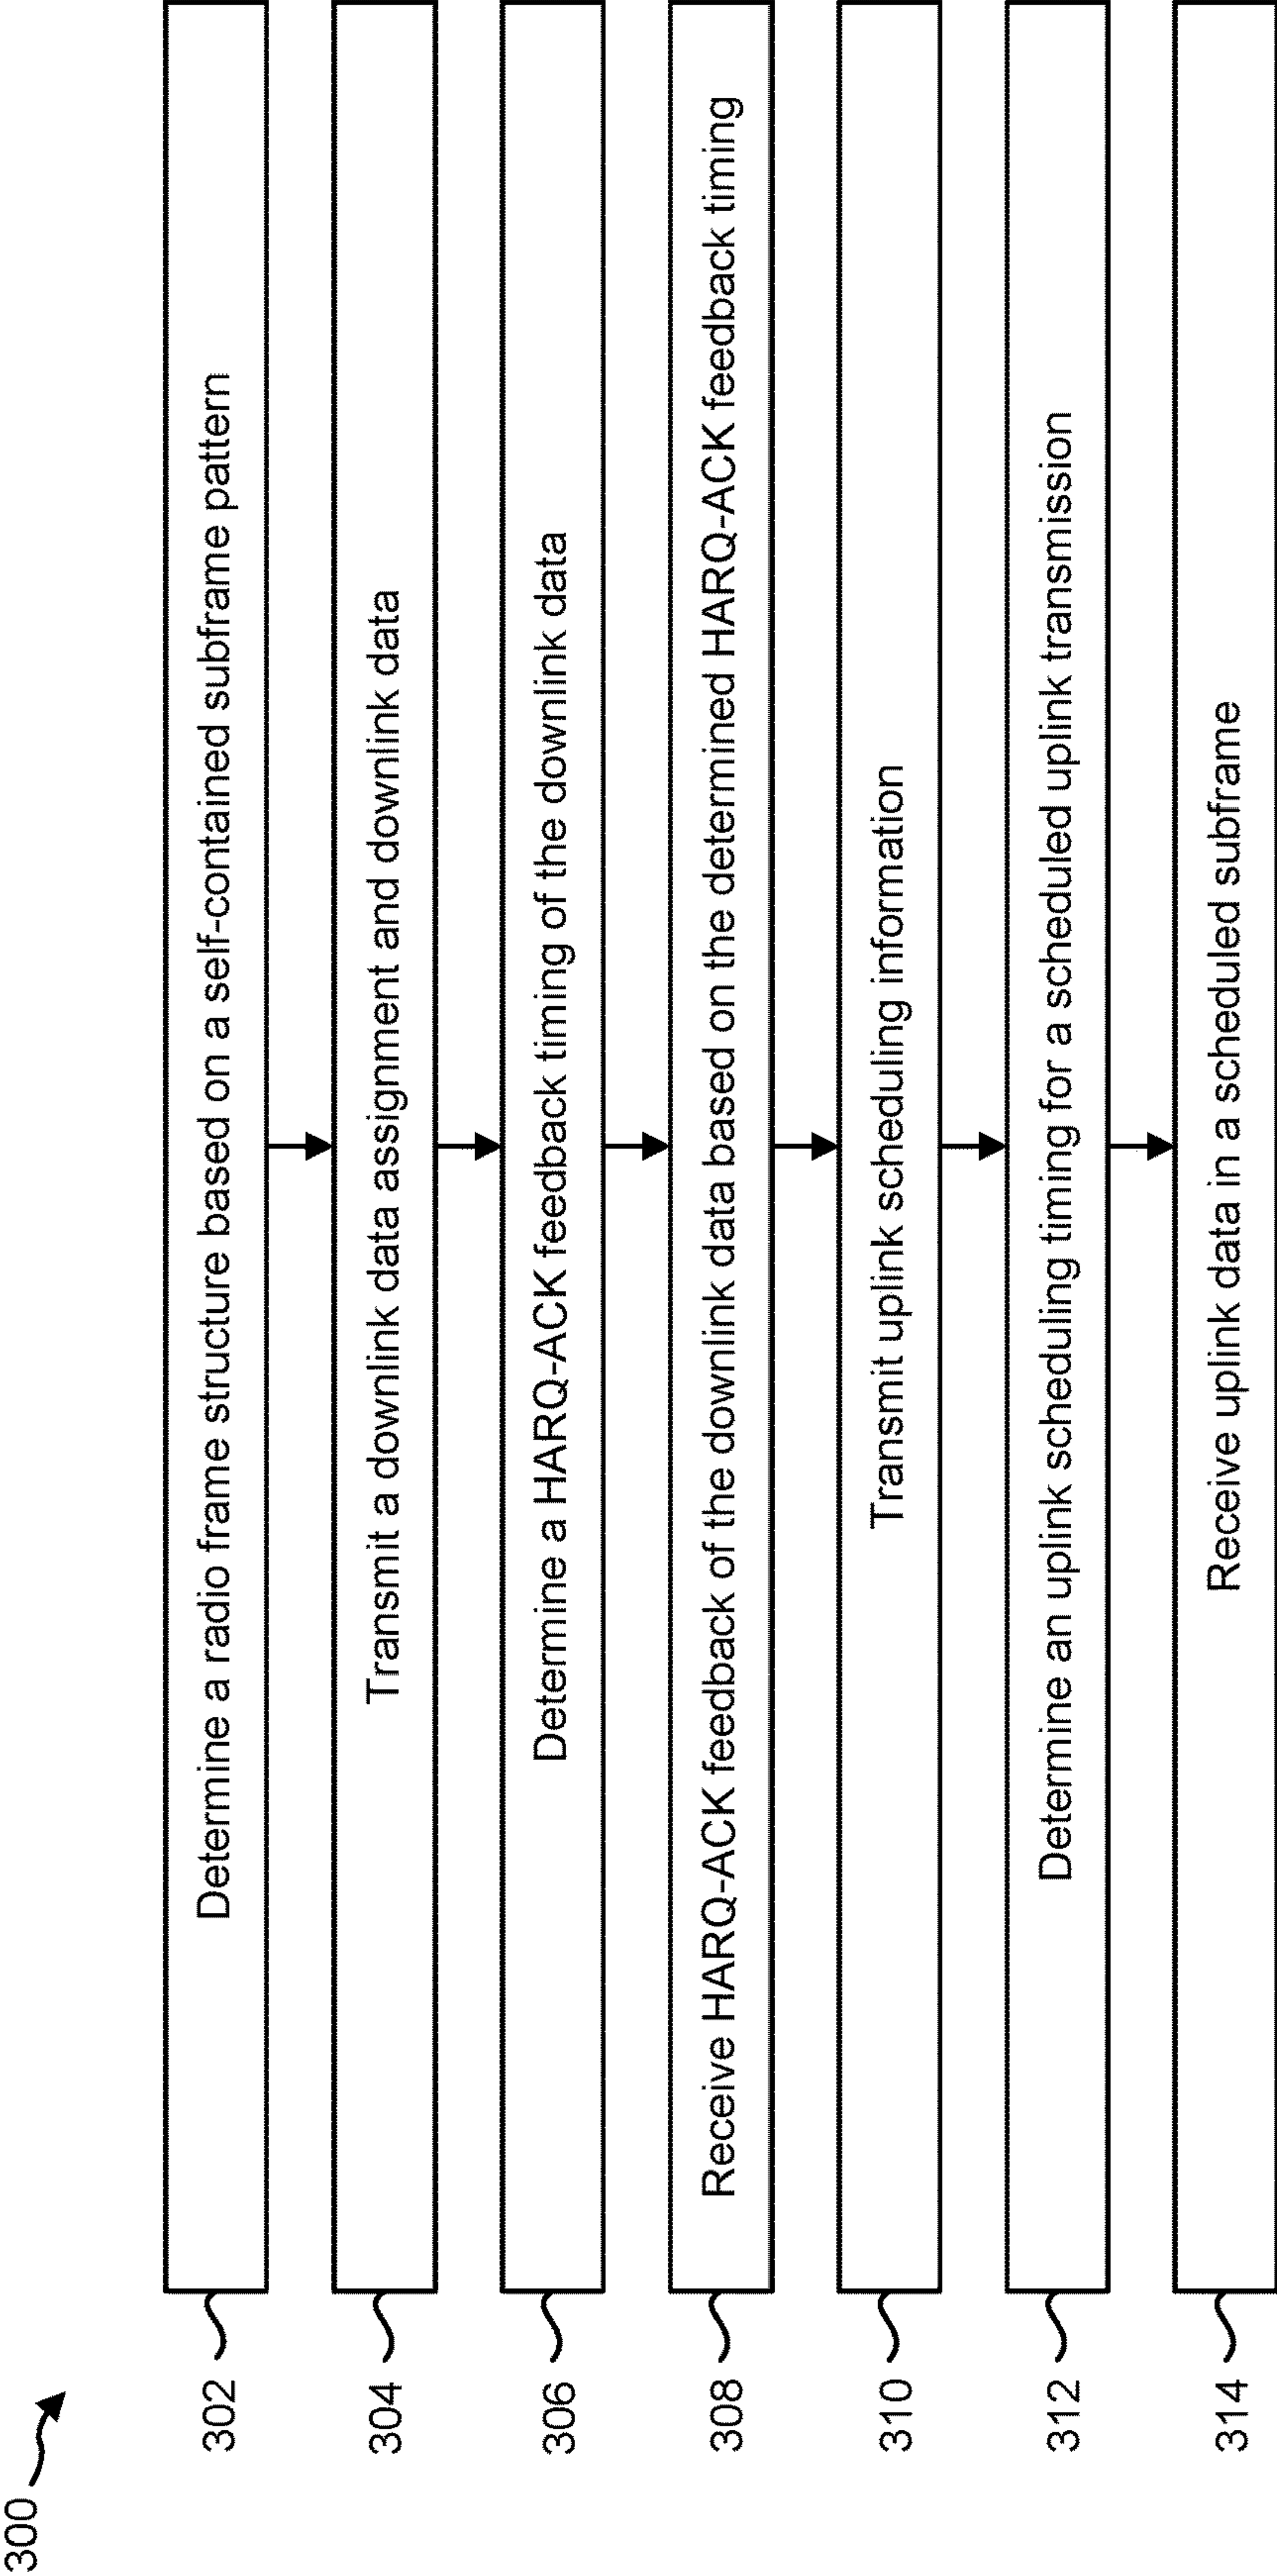 300
302
Determine a radio frame structure based on a self-contained subframe pattern
304
Transmit a downlink data assignment and downlink data
306
Determine a HARQ-ACK feedback timing of the downlink data
308
Receive HARQ-ACK feedback of the downlink data based on the determined HARQ-ACK feedback timing
310
Transmit uplink scheduling information
312
Determine an uplink scheduling timing for a scheduled uplink transmission
314
Receive uplink data in a scheduled subframe